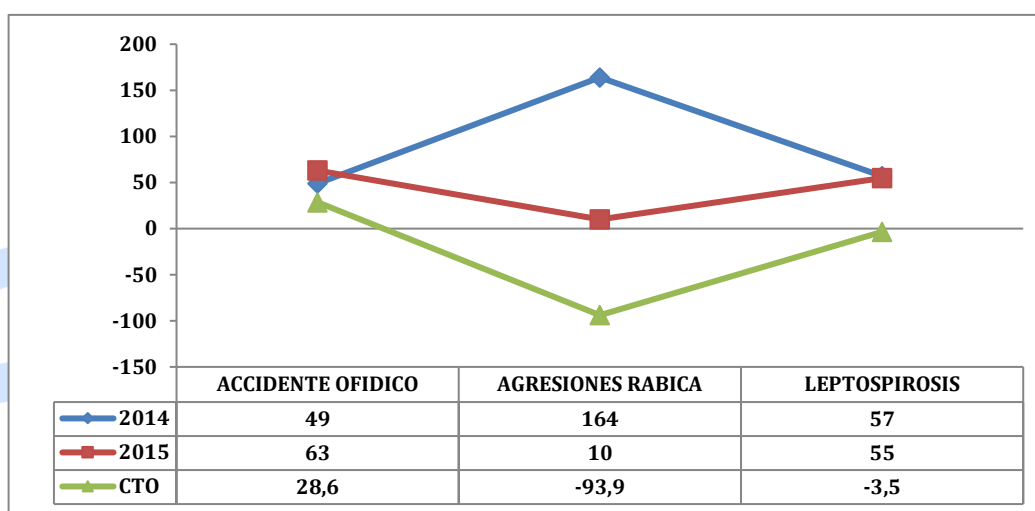 200
150
100
50
0
-50
-100
-150
ACCIDENTE OFIDICO AGRESIONES RABICA LEPTOSPIROSIS
2014 49 164 57
2015 63 10 55
CTO 28,6 -93,9 -3,5